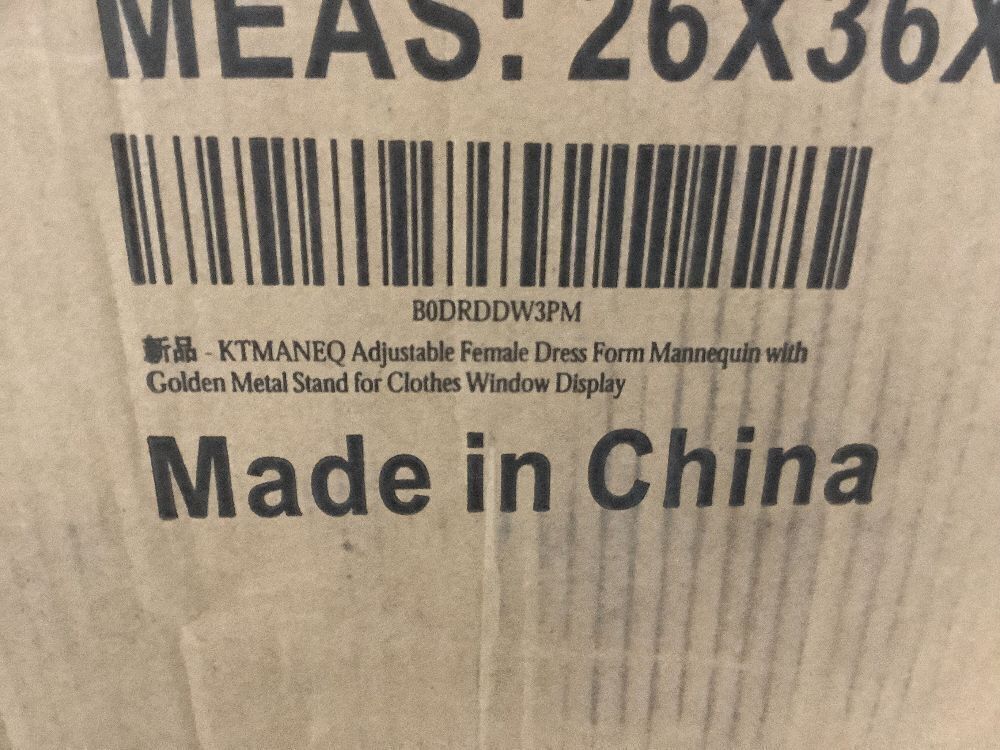 MEAS: 26X36X
B0DRDDW3PM
新品 - KTMANEQ Adjustable Female Dress Form Mannequin with
Golden Metal Stand for Clothes Window Display
Made in China